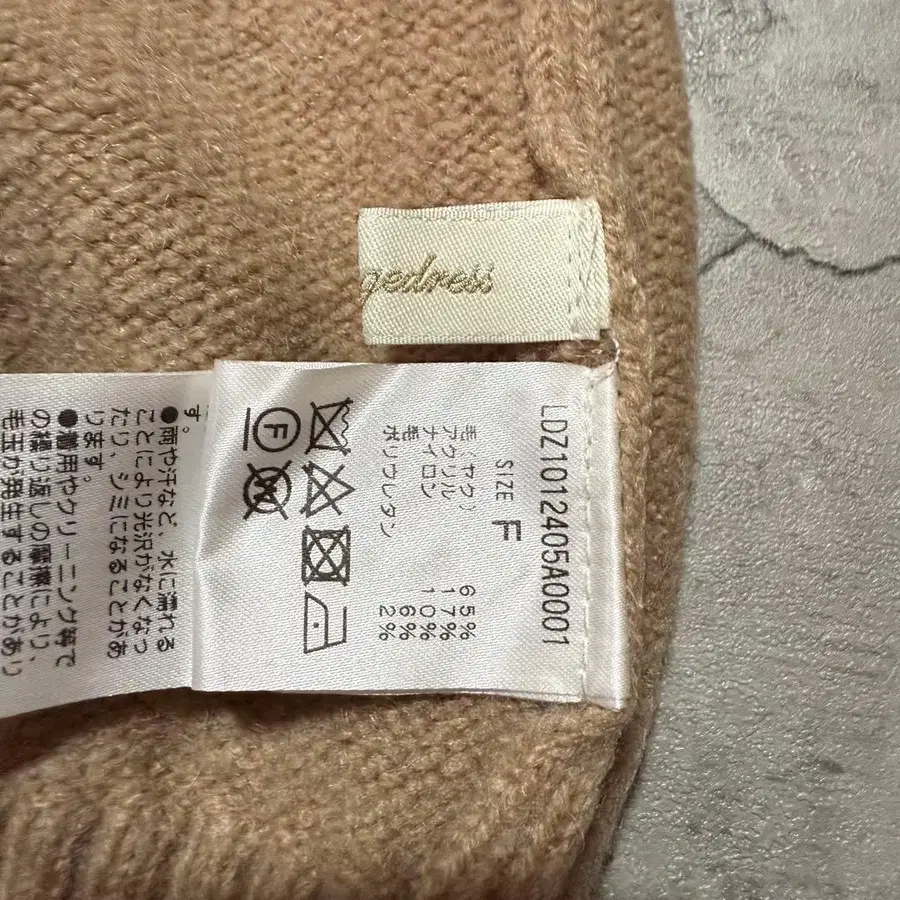 gedress
LDZ1012405A0001
SIZE F
毛(ヤク) 65%
アクリル 17%
ナイロン 10%
毛 6%
ポリウレタン 2%
F
●雨や汗など、水に濡れる
ことにより光沢がなくなっ
たり、シミになることがあ
ります。
●着用やクリーニング等で
の繰り返しの摩擦により、
毛玉が発生することがあり
す。